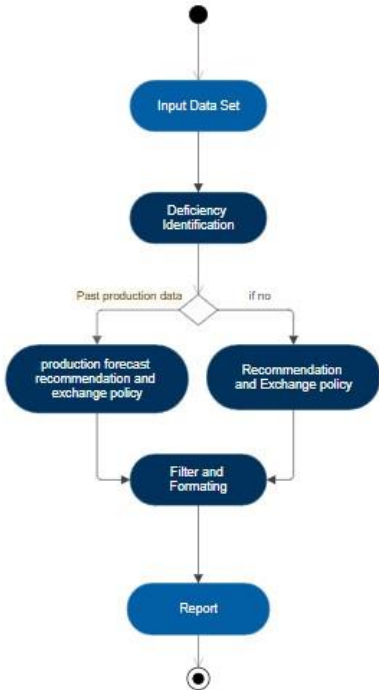 Input Data Set
Deficiency
Identification
Past production data
if no
production forecast
recommendation and
exchange policy
Recommendation
and Exchange policy
Filter and
Formating
Report